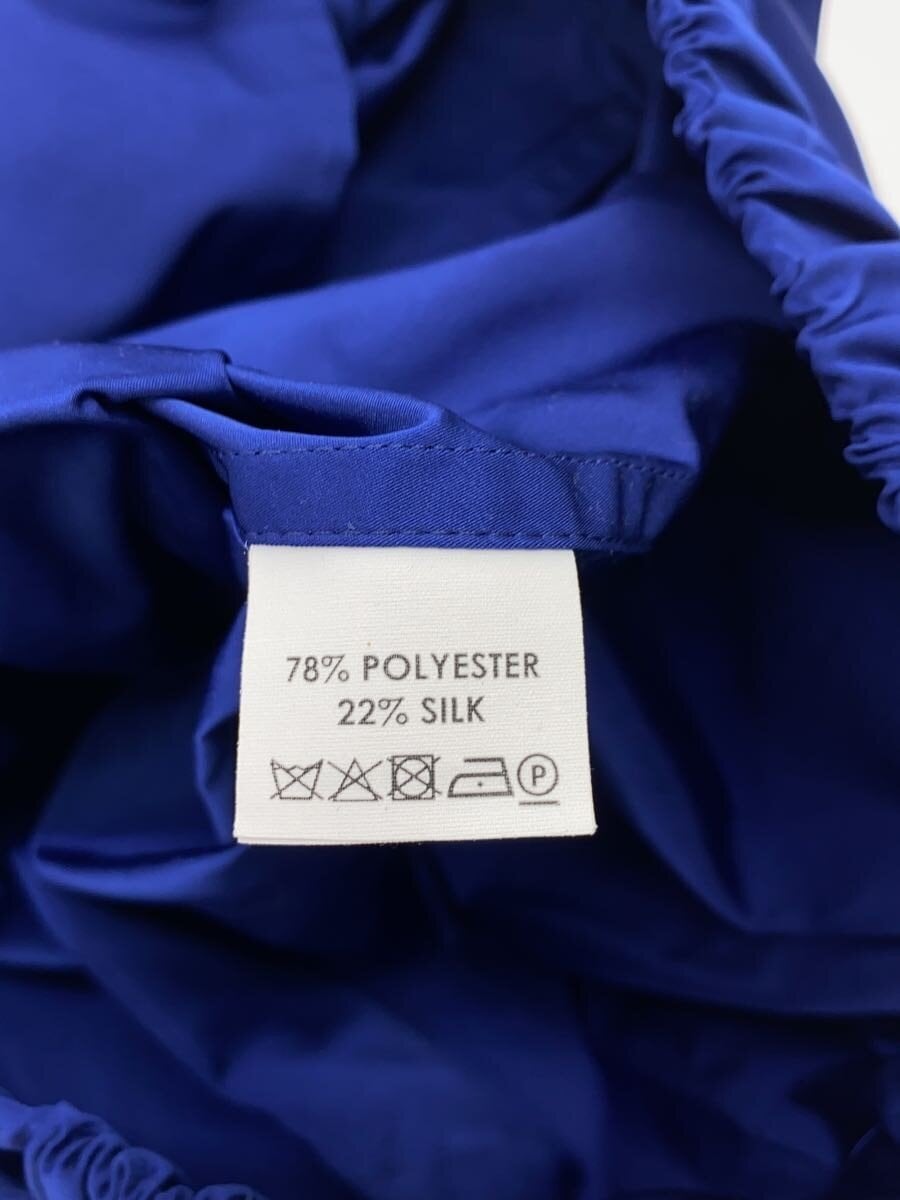 78% POLYESTER
22% SILK
P